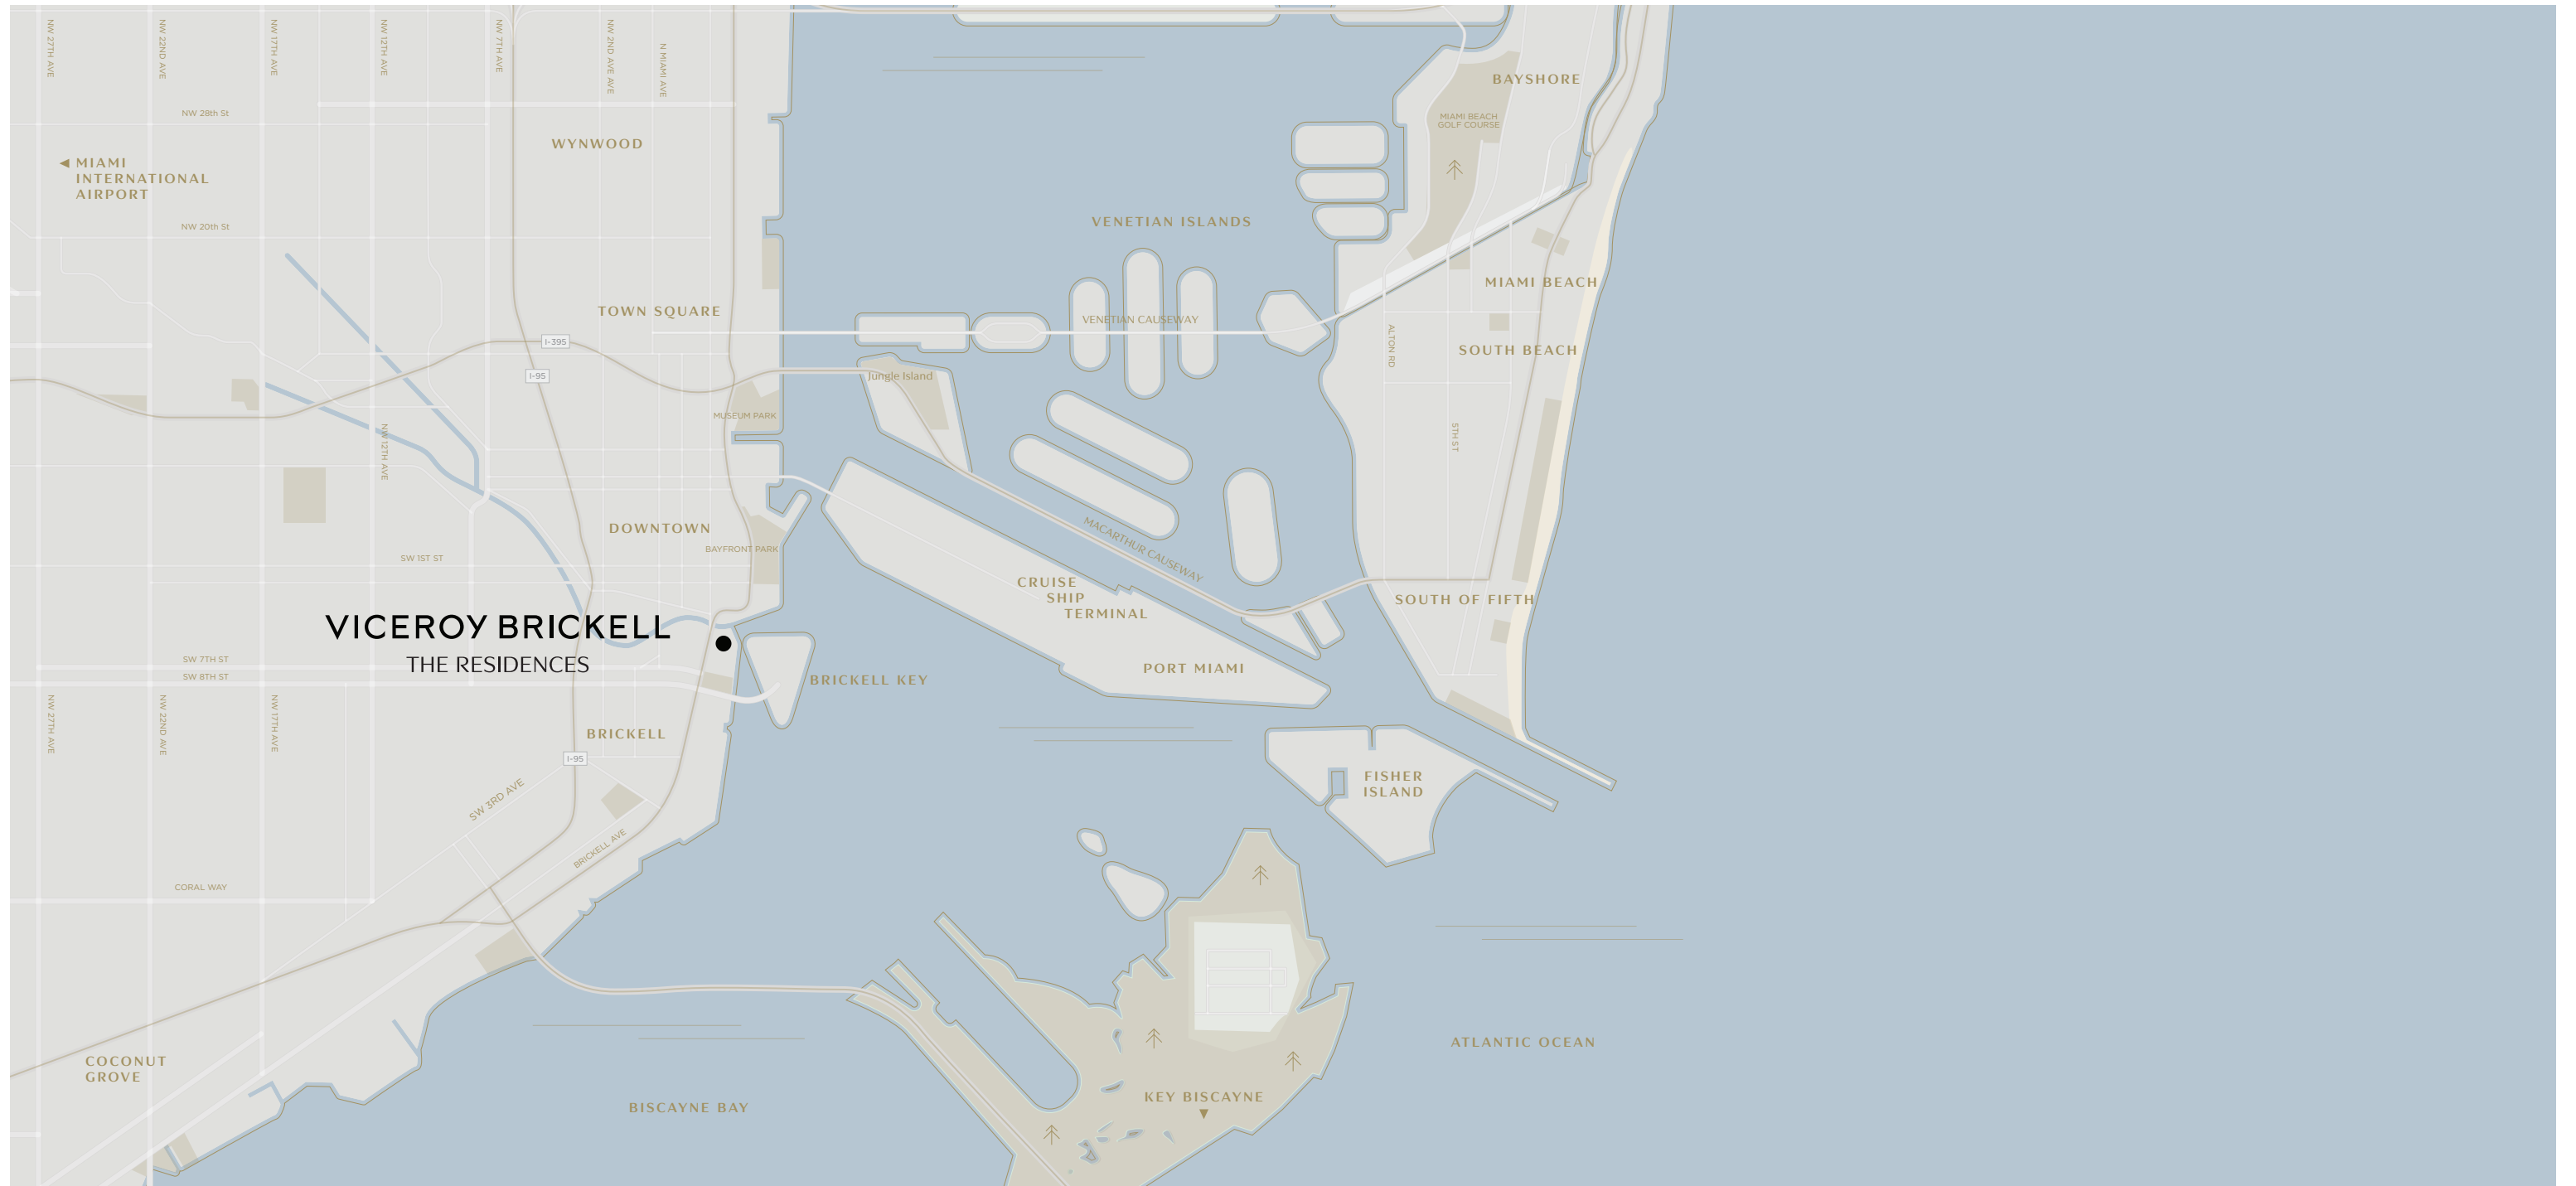 NW 27TH AVE
NW 22ND AVE
NW 17TH AVE
NW 12TH AVE
NW 7TH AVE
NW 2ND AVE AVE
N MIAMI AVE
BAYSHORE
NW 28th St
MIAMI BEACH
GOLF COURSE
WYNWOOD
MIAMI
INTERNATIONAL
AIRPORT
NW 20th St
VENETIAN ISLANDS
MIAMI BEACH
TOWN SQUARE
VENETIAN CAUSEWAY
I-395
ALTON RD
SOUTH BEACH
I-95
Jungle Island
MUSEUM PARK
NW 12TH AVE
5TH ST
DOWNTOWN
BAYFRONT PARK
MACARTHUR CAUSEWAY
SW 1ST ST
CRUISE
SHIP
TERMINAL
SOUTH OF FIFTH
VICEROY BRICKELL
THE RESIDENCES
SW 7TH ST
SW 8TH ST
PORT MIAMI
BRICKELL KEY
NW 27TH AVE
NW 22ND AVE
NW 17TH AVE
BRICKELL
I-95
FISHER
ISLAND
SW 3RD AVE
BRICKELL AVE
CORAL WAY
ATLANTIC OCEAN
COCONUT
GROVE
KEY BISCAYNE
BISCAYNE BAY